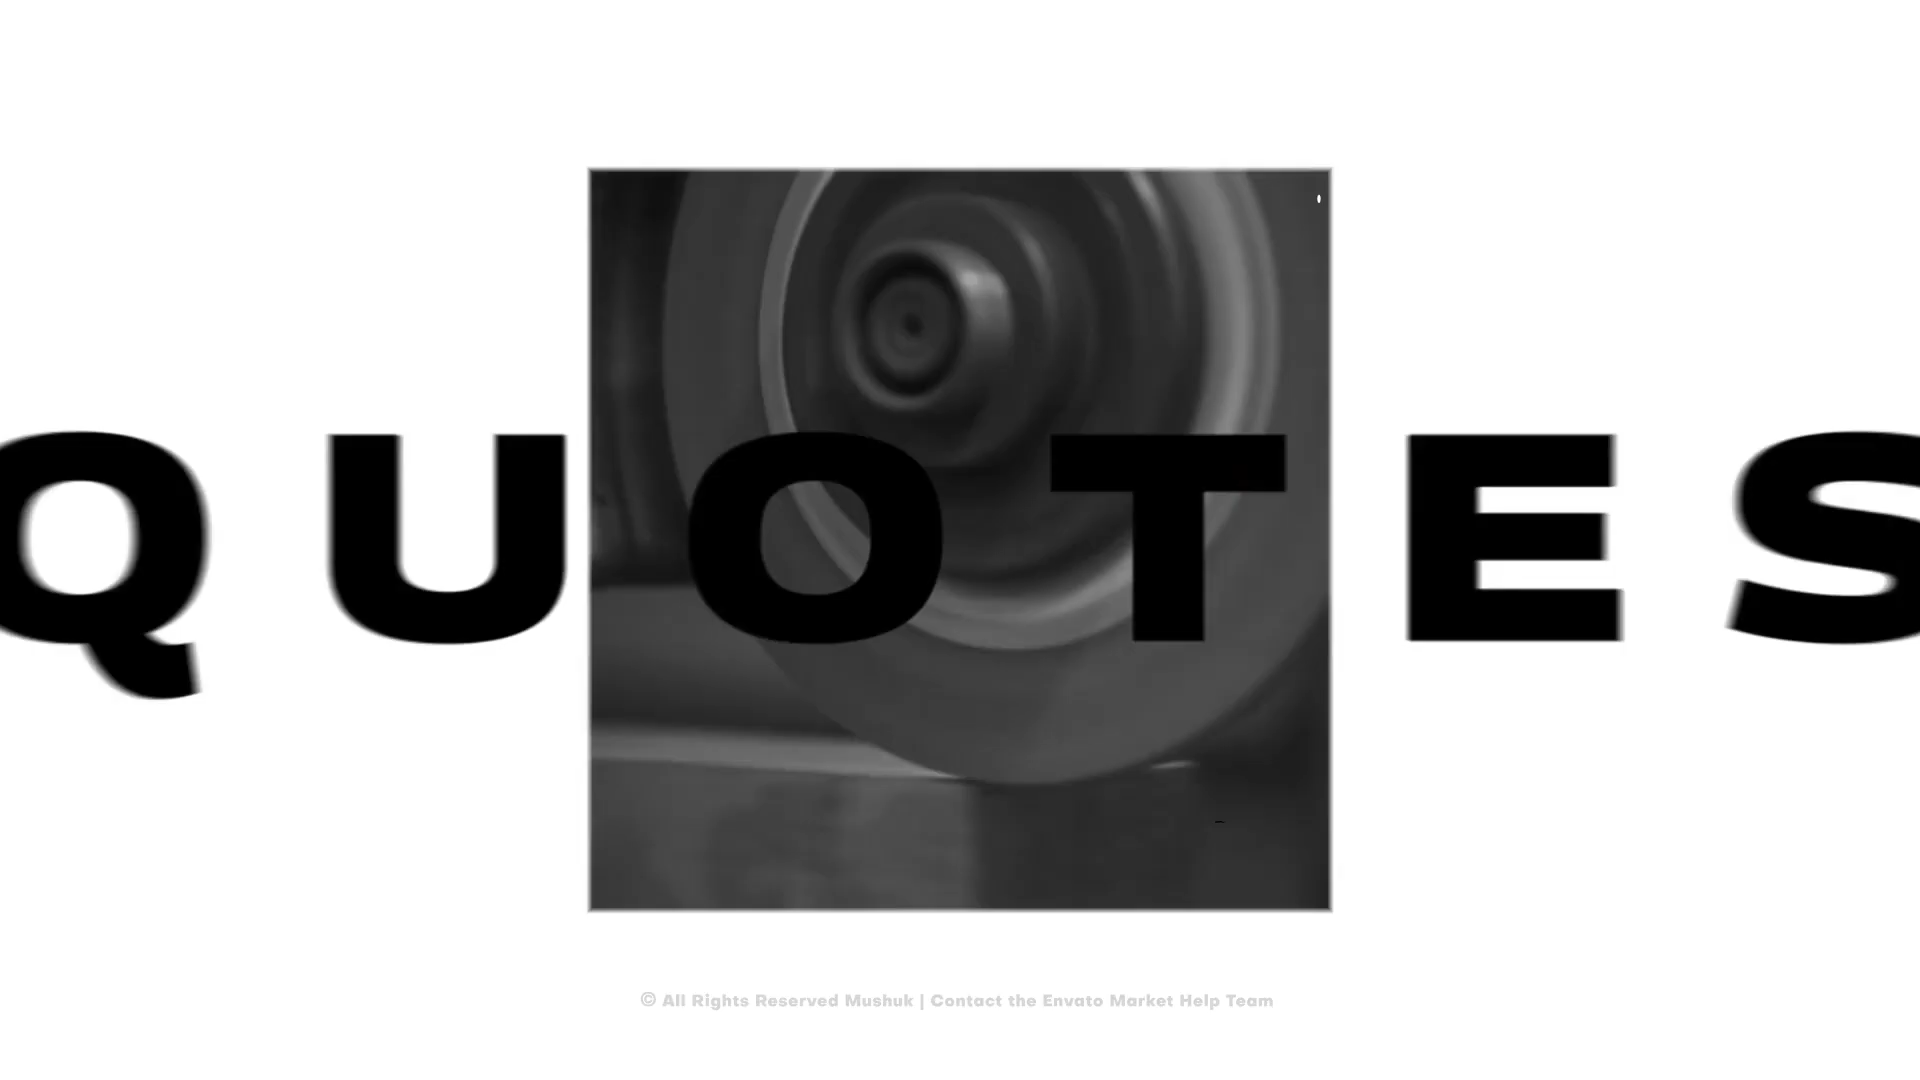 QUOTES
© All Rights Reserved Mushuk | Contact the Envato Market Help Team